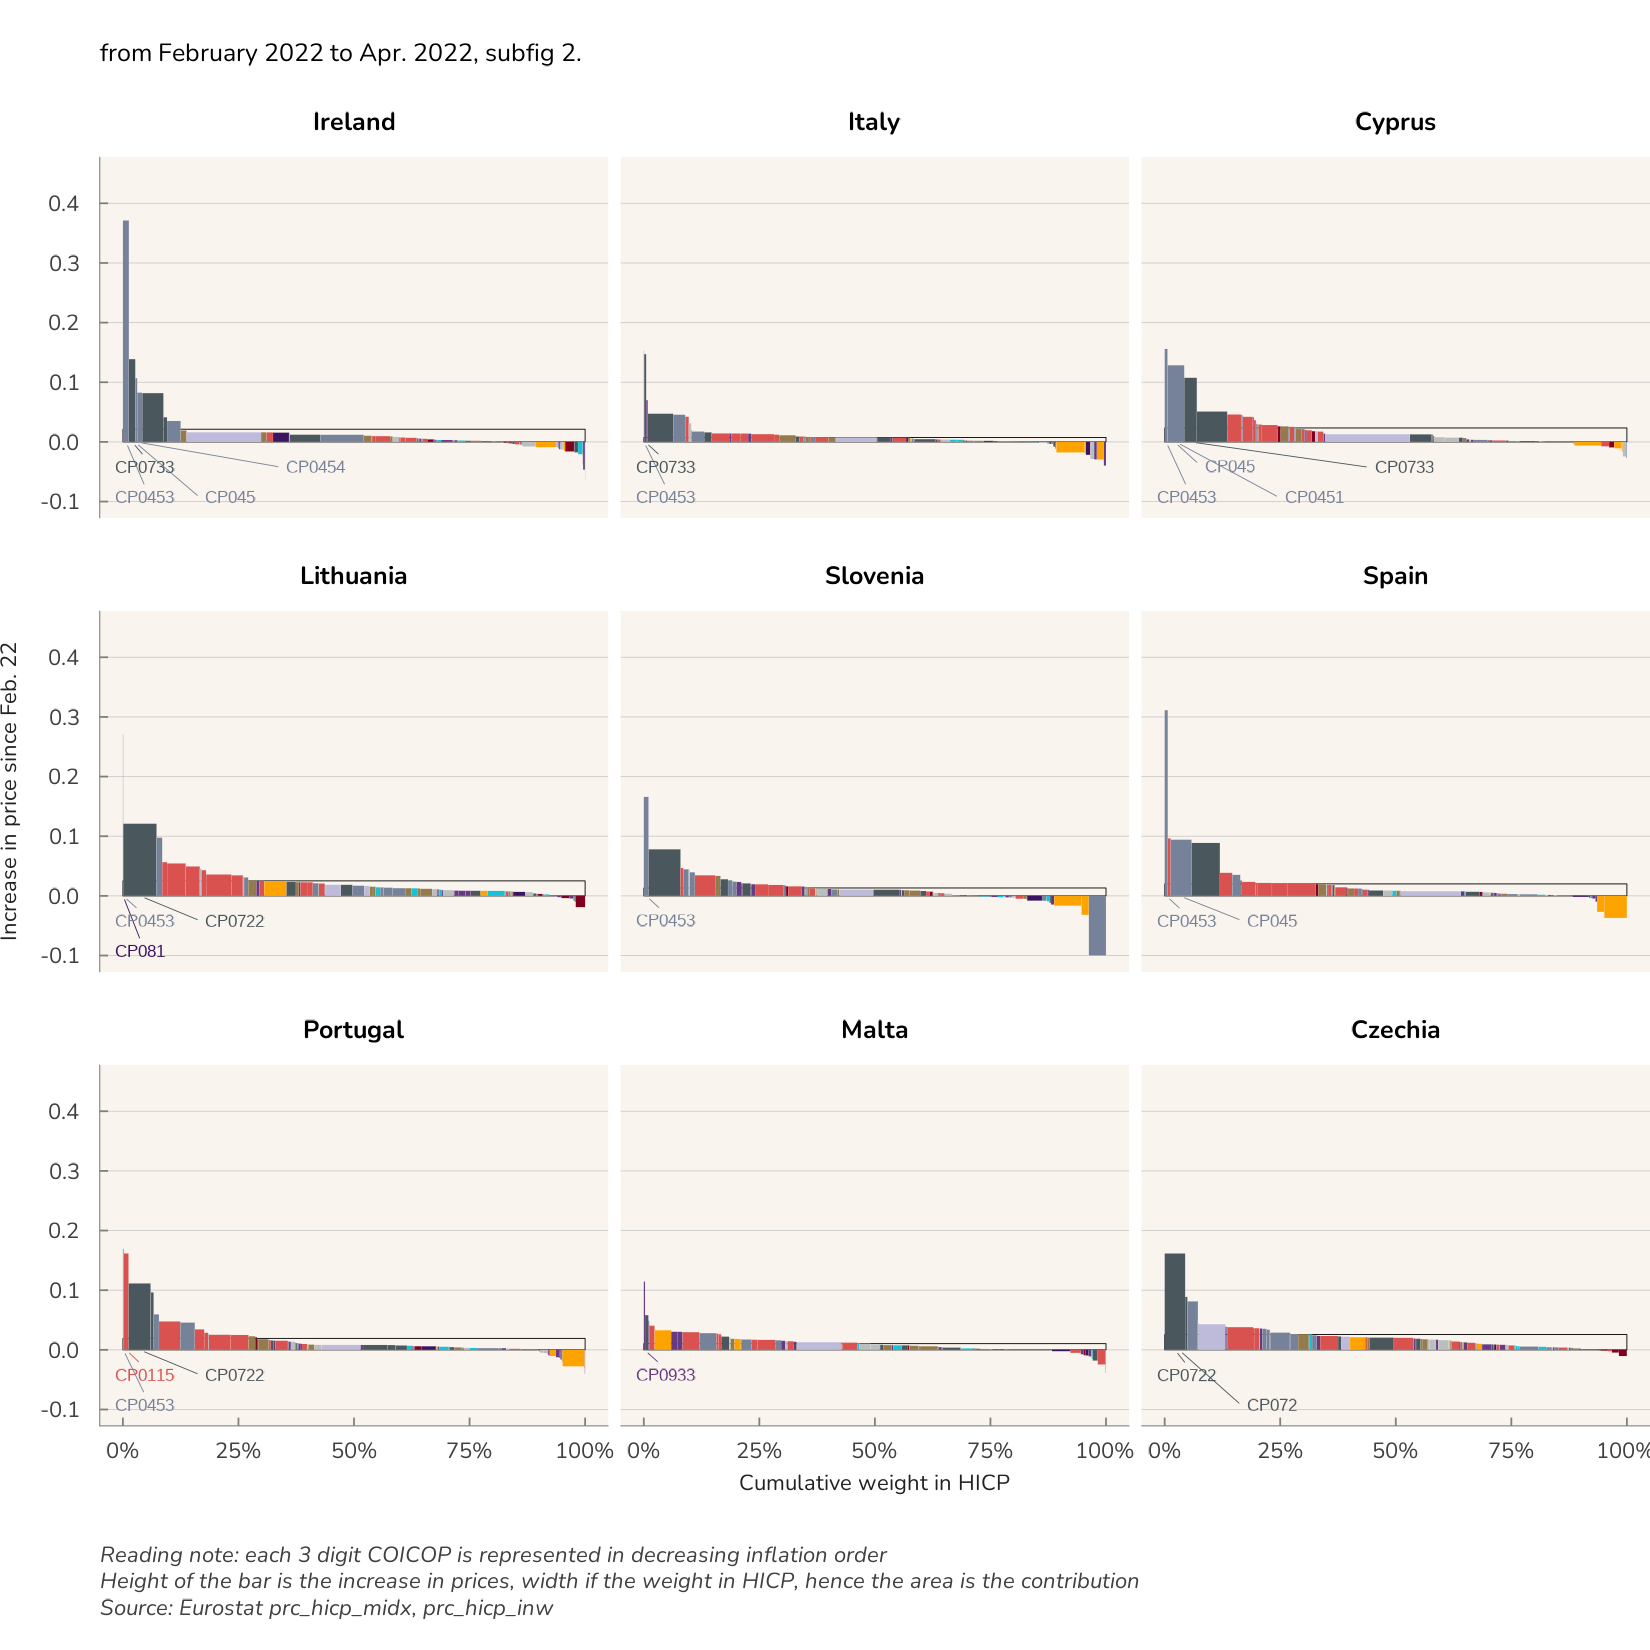 from February 2022 to Apr. 2022, subfig 2.
Ireland Italy Cyprus
0.4
0.3
0.2
0.1
0.0
-0.1
CP0733 CP0454
CP0453 CP045
CP0733
CP0453
CP045 CP0733
CP0453 CP0451
Lithuania Slovenia Spain
Increase in price since Feb. 22
0.4
0.3
0.2
0.1
0.0
-0.1
CP0453 CP0722
CP081
CP0453
CP0453 CP045
Portugal Malta Czechia
0.4
0.3
0.2
0.1
0.0
-0.1
CP0115 CP0722
CP0453
CP0933
CP0722
CP072
0% 25% 50% 75% 100% 0% 25% 50% 75% 100% 0% 25% 50% 75% 100%
Cumulative weight in HICP
Reading note: each 3 digit COICOP is represented in decreasing inflation order
Height of the bar is the increase in prices, width if the weight in HICP, hence the area is the contribution
Source: Eurostat prc_hicp_midx, prc_hicp_inw